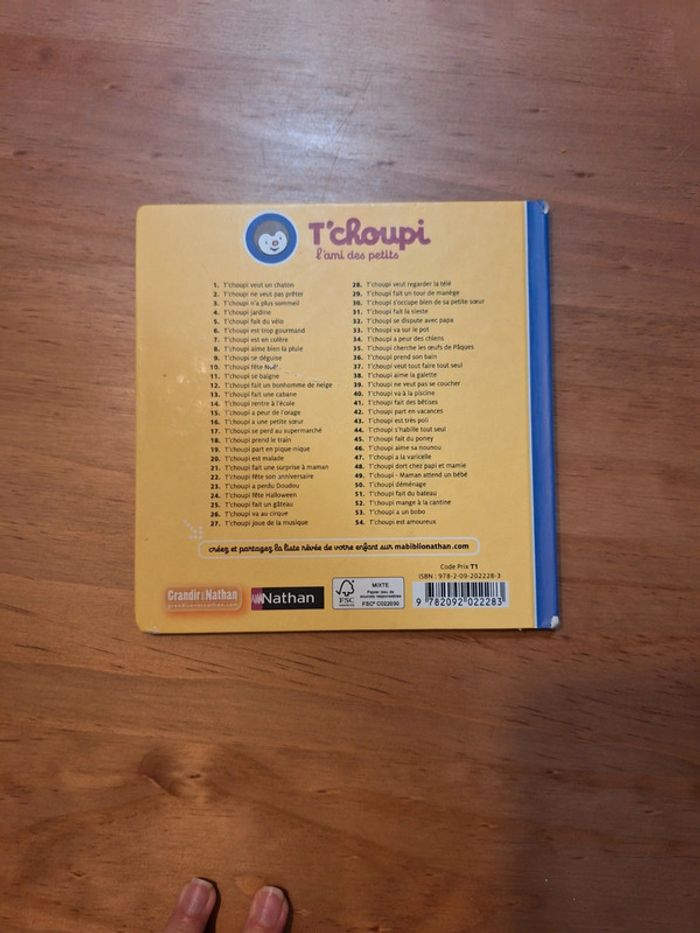 T'choupi
l'ami des petits
1. T'choupi veut un chaton
2. T'choupi ne veut pas prêter
3. T'choupi n'a plus sommeil
4. T'choupi jardine
5. T'choupi fait du vélo
6. T'choupi est trop gourmand
7. T'choupi est en colère
8. T'choupi aime bien la pluie
9. T'choupi se déguise
10. T'choupi fête Noël
11. T'choupi se baigne
12. T'choupi fait un bonhomme de neige
13. T'choupi fait une cabane
14. T'choupi rentre à l'école
15. T'choupi a peur de l'orage
16. T'choupi a une petite sœur
17. T'choupi se perd au supermarché
18. T'choupi prend le train
19. T'choupi part en pique-nique
20. T'choupi est malade
21. T'choupi fait une surprise à maman
22. T'choupi fête son anniversaire
23. T'choupi a perdu Doudou
24. T'choupi fête Halloween
25. T'choupi fait un gâteau
26. T'choupi va au cirque
27. T'choupi joue de la musique
28. T'choupi veut regarder la télé
29. T'choupi fait un tour de manège
30. T'choupi s'occupe bien de sa petite sœur
31. T'choupi fait la sieste
32. T'choupi se dispute avec papa
33. T'choupi va sur le pot
34. T'choupi a peur des chiens
35. T'choupi cherche les œufs de Pâques
36. T'choupi prend son bain
37. T'choupi veut tout faire tout seul
38. T'choupi aime la galette
39. T'choupi ne veut pas se coucher
40. T'choupi va à la piscine
41. T'choupi fait des bêtises
42. T'choupi part en vacances
43. T'choupi est très poli
44. T'choupi s'habille tout seul
45. T'choupi fait du poney
46. T'choupi aime sa nounou
47. T'choupi a la varicelle
48. T'choupi dort chez papi et mamie
49. T'choupi - Maman attend un bébé
50. T'choupi déménage
51. T'choupi fait du bateau
52. T'choupi mange à la cantine
53. T'choupi a un bobo
54. T'choupi est amoureux
créez et partagez la liste rêvée de votre enfant sur mabiblionathan.com
Code Prix T1
ISBN : 978-2-09-202228-3
Grandir Nathan
Nathan
FSC
MIXTE
Papier issu de
sources responsables
FSC® C022030
9 782092 022283